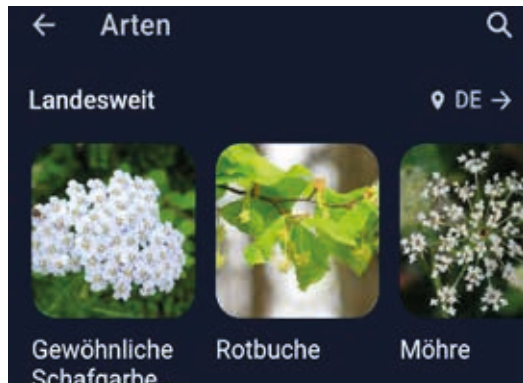 Arten
Landesweit
DE
Gewöhnliche
Schafgarbe
Rotbuche
Möhre